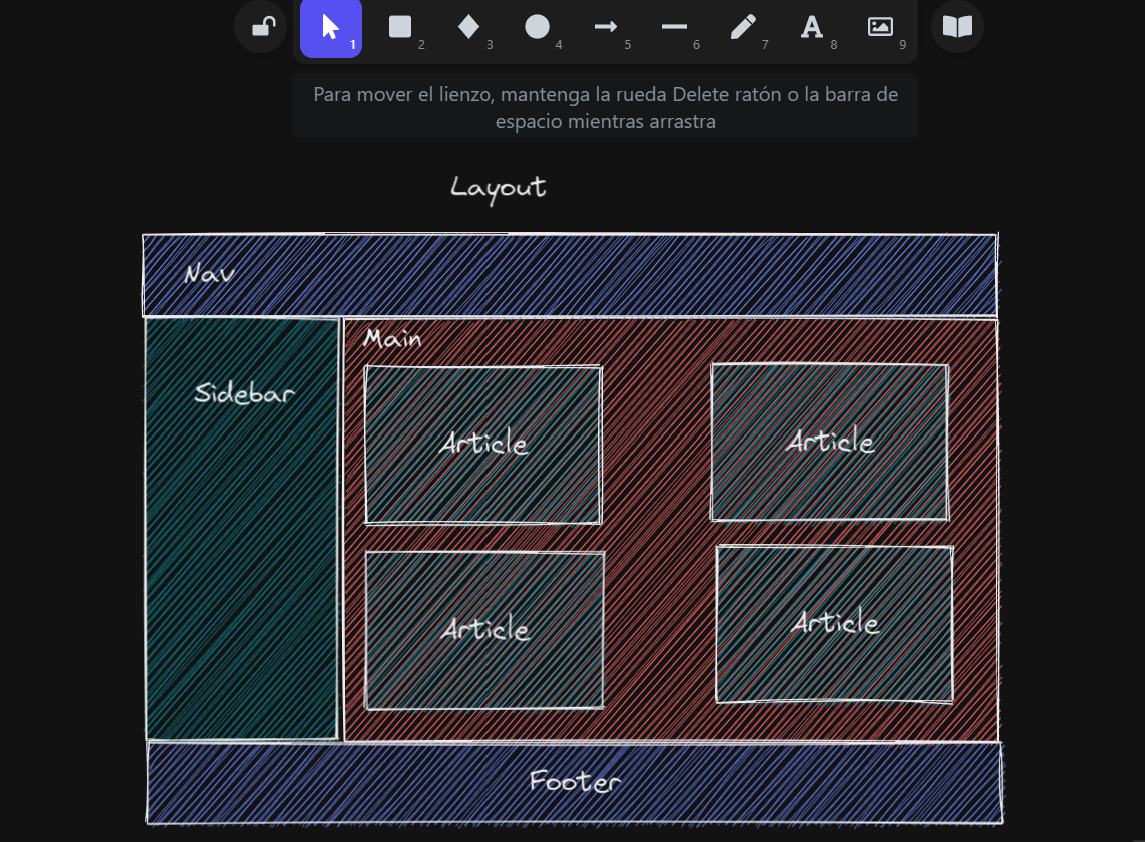 1
2
3
4
5
6
7
8
9
Para mover el lienzo, mantenga la rueda Delete ratón o la barra de
espacio mientras arrastra
Layout
Nav
Sidebar
Main
Article
Article
Article
Article
Footer